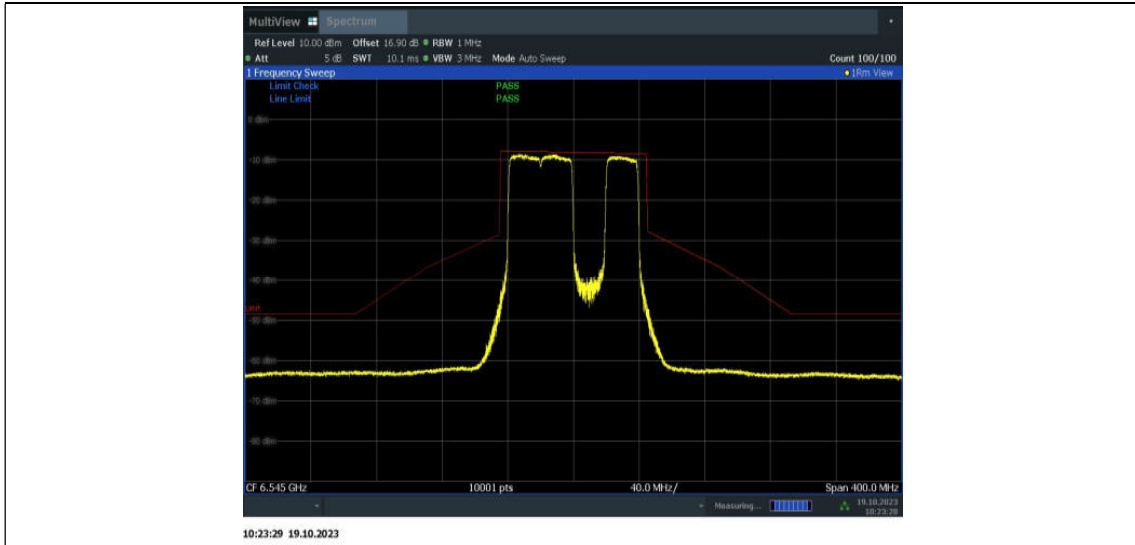 MultiView Spectrum
Ref Level 10.00 dBm Offset 16.90 dB RBW 1 MHz
Att 5 dB SWT 10.1 ms VBW 3 MHz Mode Auto Sweep Count 100/100
1 Frequency Sweep 1Rm View
Limit Check PASS
Line Limit PASS
0 dBm
-10 dBm
-20 dBm
-30 dBm
-40 dBm
-50 dBm
-60 dBm
-70 dBm
-80 dBm
CF 6.545 GHz 10001 pts 40.0 MHz/ Span 400.0 MHz
Measuring... 19.10.2023
10:23:29 19.10.2023